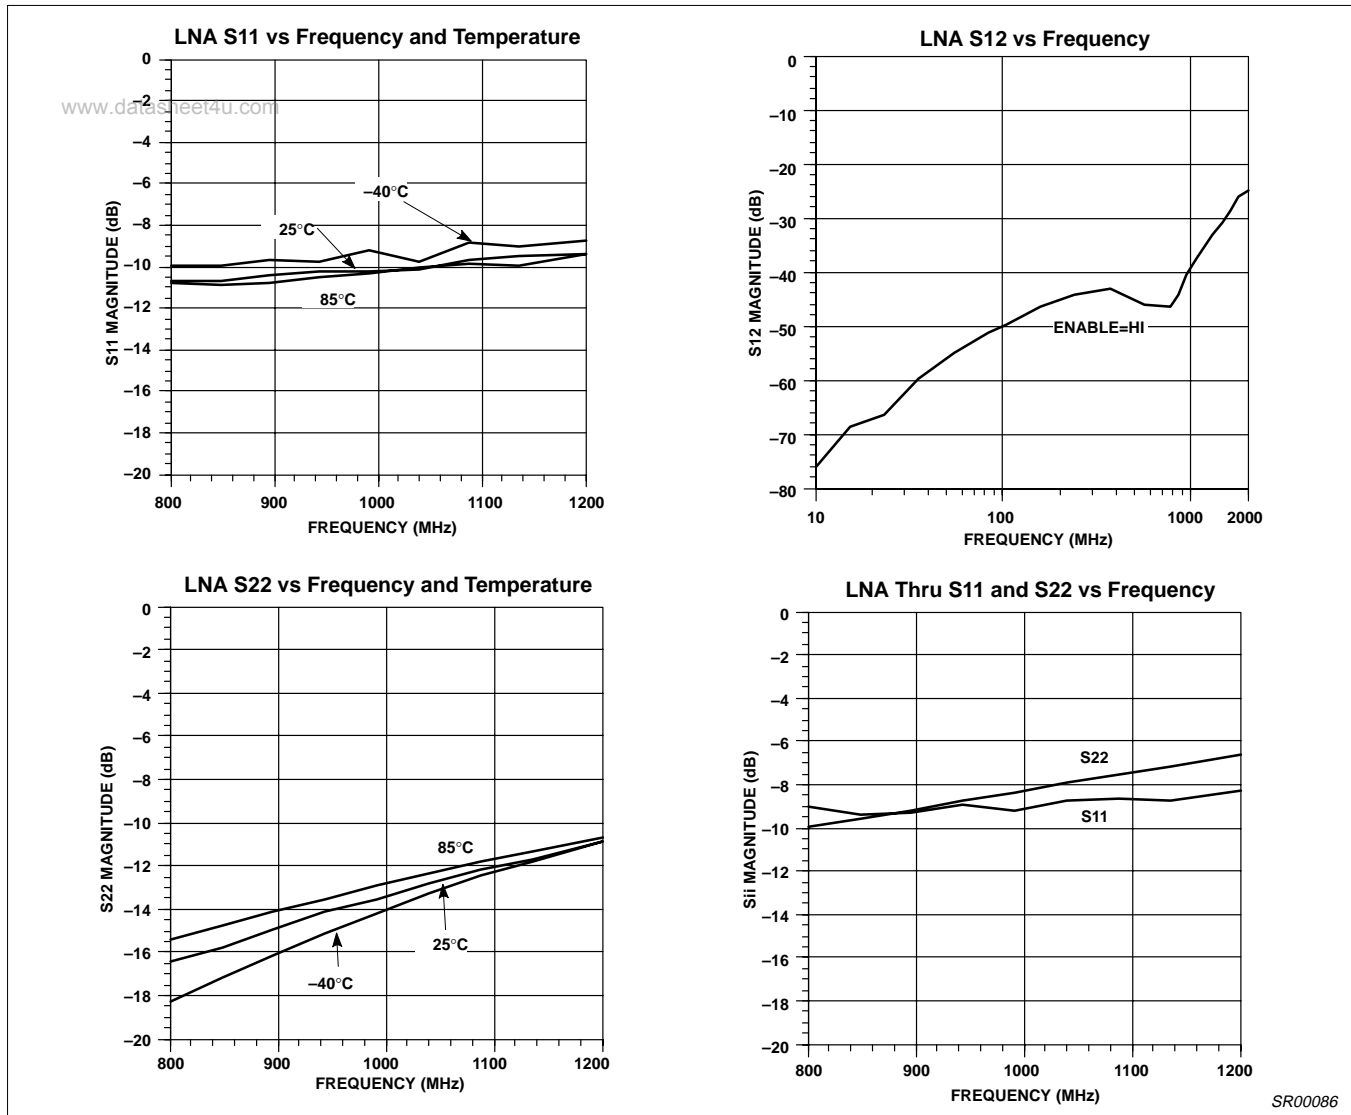 LNA S11 vs Frequency and Temperature
0
–2
–4
–6
–8
–10
–12
–14
–16
–18
–20
S11 MAGNITUDE (dB)
–40°C
25°C
85°C
800
900
1000
1100
1200
FREQUENCY (MHz)
www.datasheet4u.com
LNA S12 vs Frequency
0
–10
–20
–30
–40
–50
–60
–70
–80
S12 MAGNITUDE (dB)
ENABLE=HI
10
100
1000
2000
FREQUENCY (MHz)
LNA S22 vs Frequency and Temperature
0
–2
–4
–6
–8
–10
–12
–14
–16
–18
–20
S22 MAGNITUDE (dB)
85°C
25°C
–40°C
800
900
1000
1100
1200
FREQUENCY (MHz)
LNA Thru S11 and S22 vs Frequency
0
–2
–4
–6
–8
–10
–12
–14
–16
–18
–20
Sii MAGNITUDE (dB)
S22
S11
800
900
1000
1100
1200
FREQUENCY (MHz)
SR00086